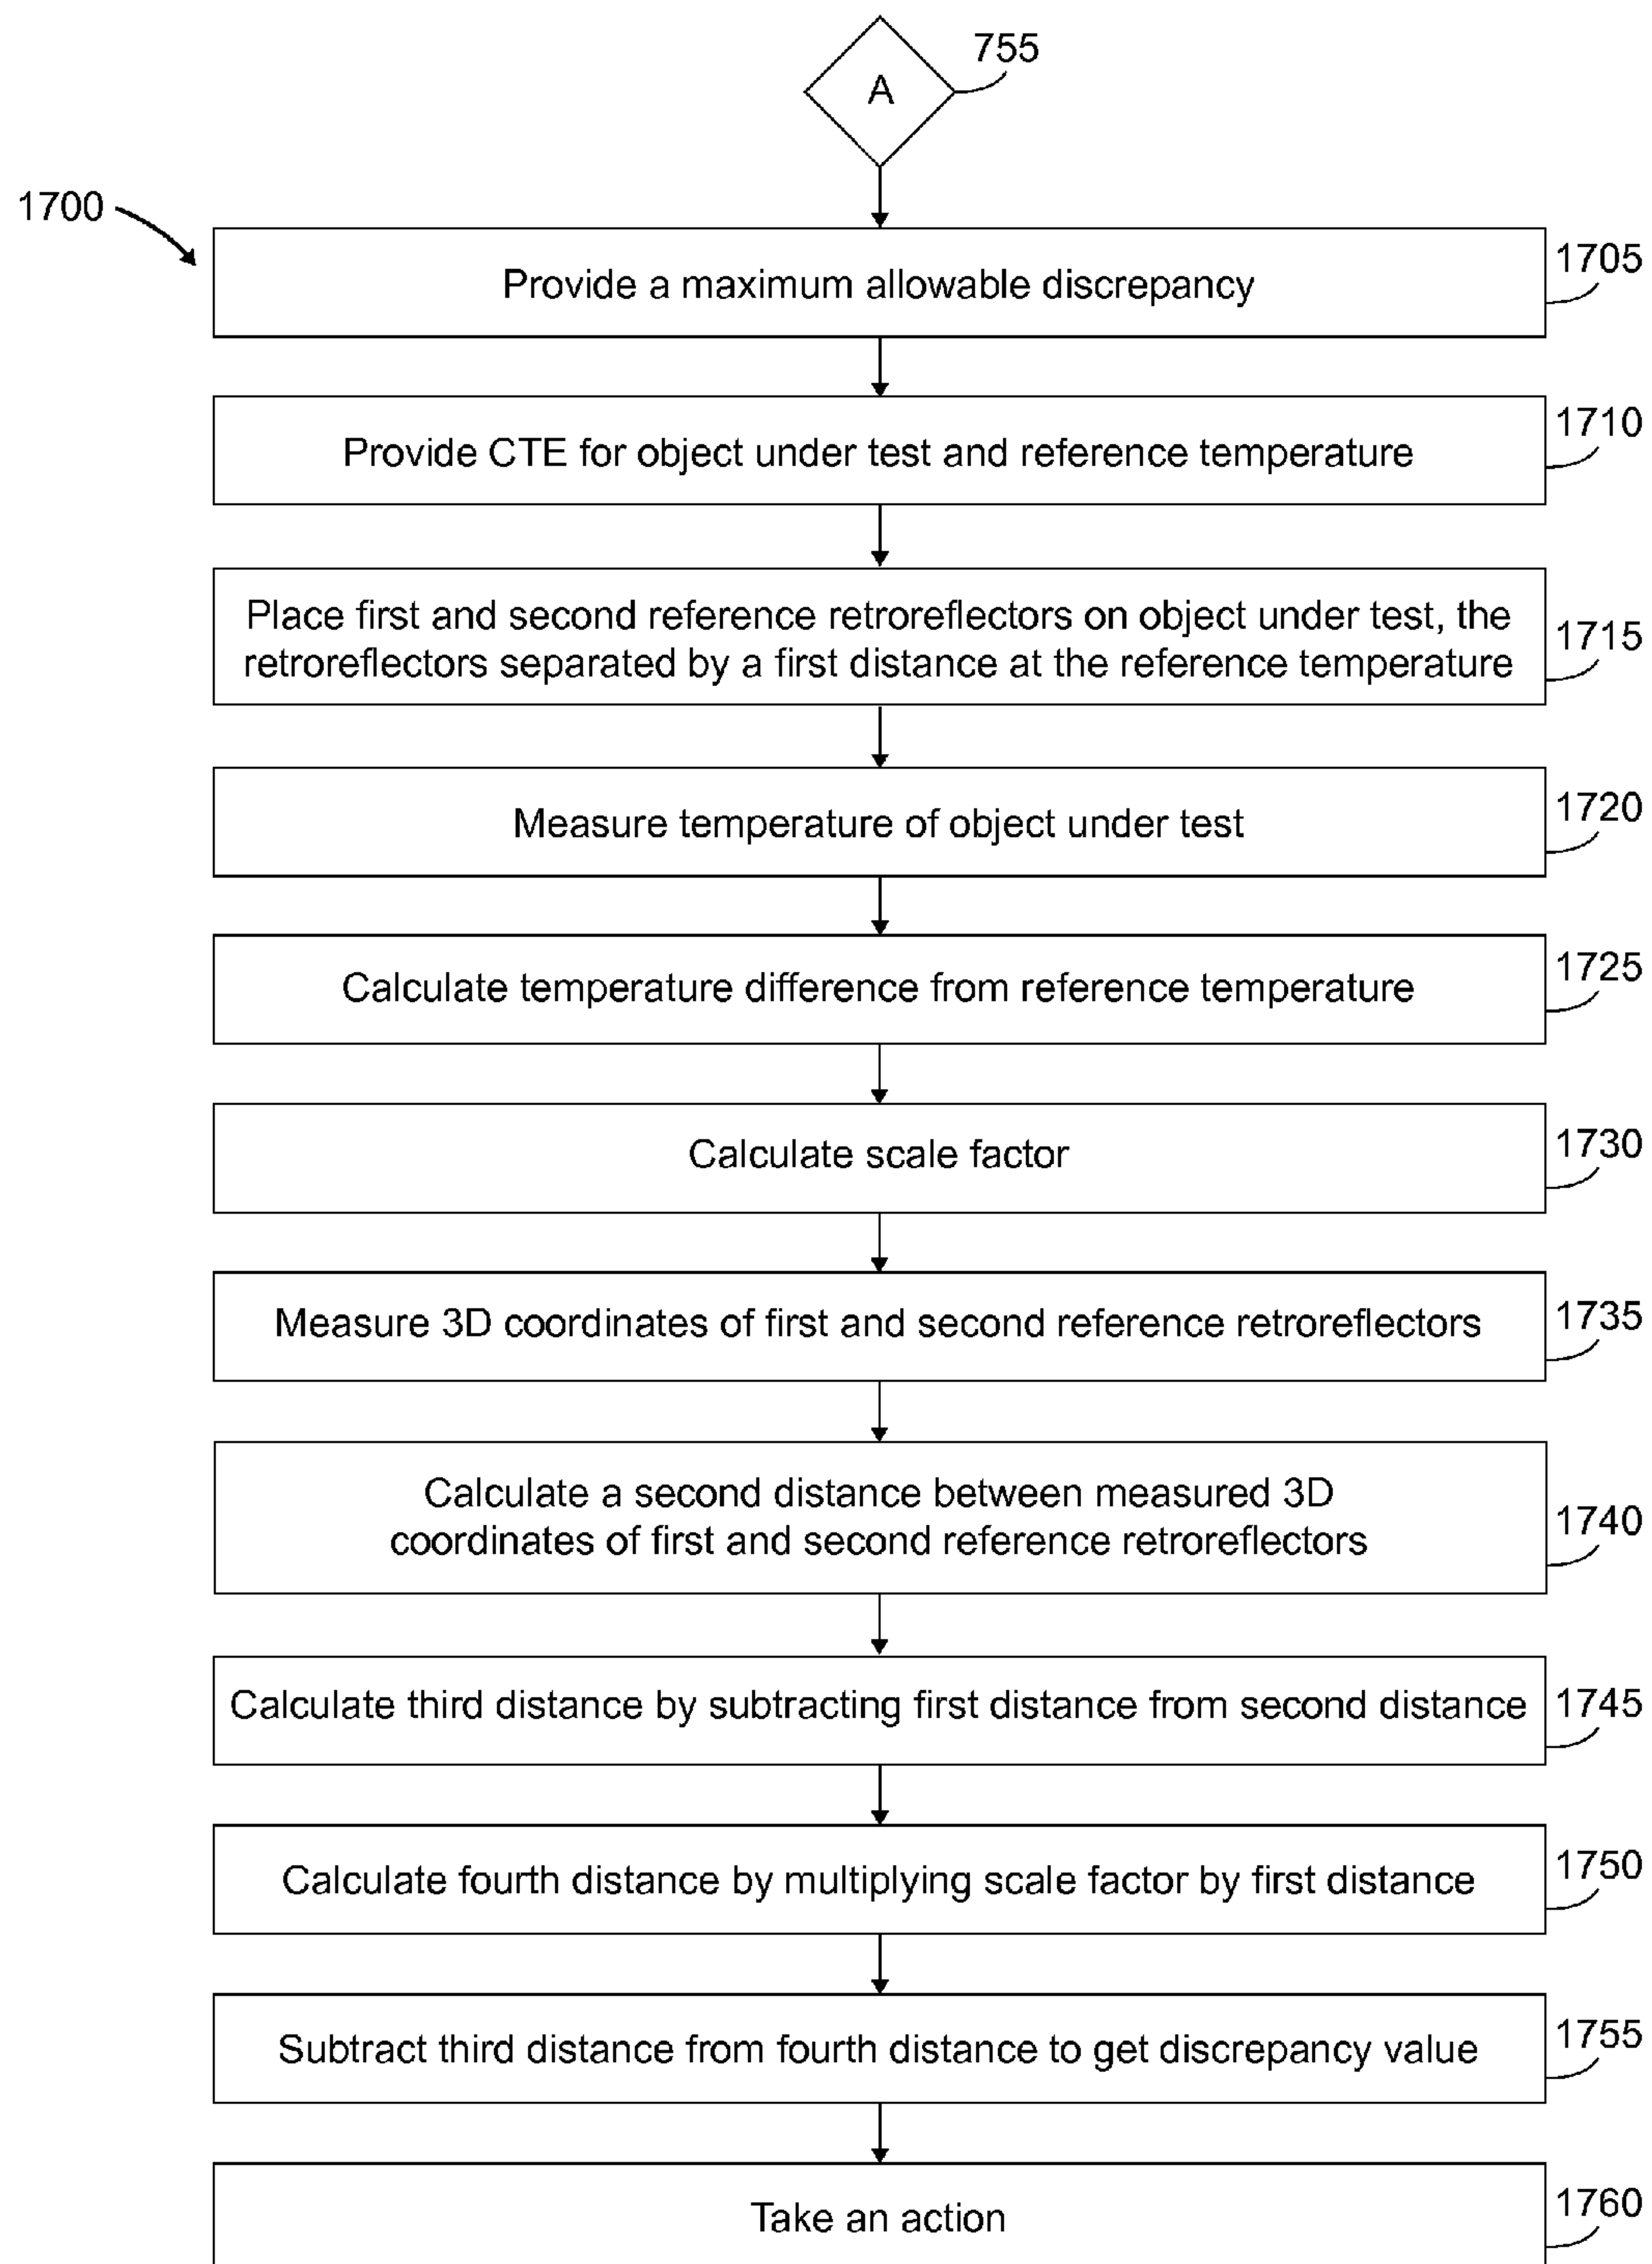 A
755
1700
Provide a maximum allowable discrepancy
1705
Provide CTE for object under test and reference temperature
1710
Place first and second reference retroreflectors on object under test, the
retroreflectors separated by a first distance at the reference temperature
1715
Measure temperature of object under test
1720
Calculate temperature difference from reference temperature
1725
Calculate scale factor
1730
Measure 3D coordinates of first and second reference retroreflectors
1735
Calculate a second distance between measured 3D
coordinates of first and second reference retroreflectors
1740
Calculate third distance by subtracting first distance from second distance
1745
Calculate fourth distance by multiplying scale factor by first distance
1750
Subtract third distance from fourth distance to get discrepancy value
1755
Take an action
1760